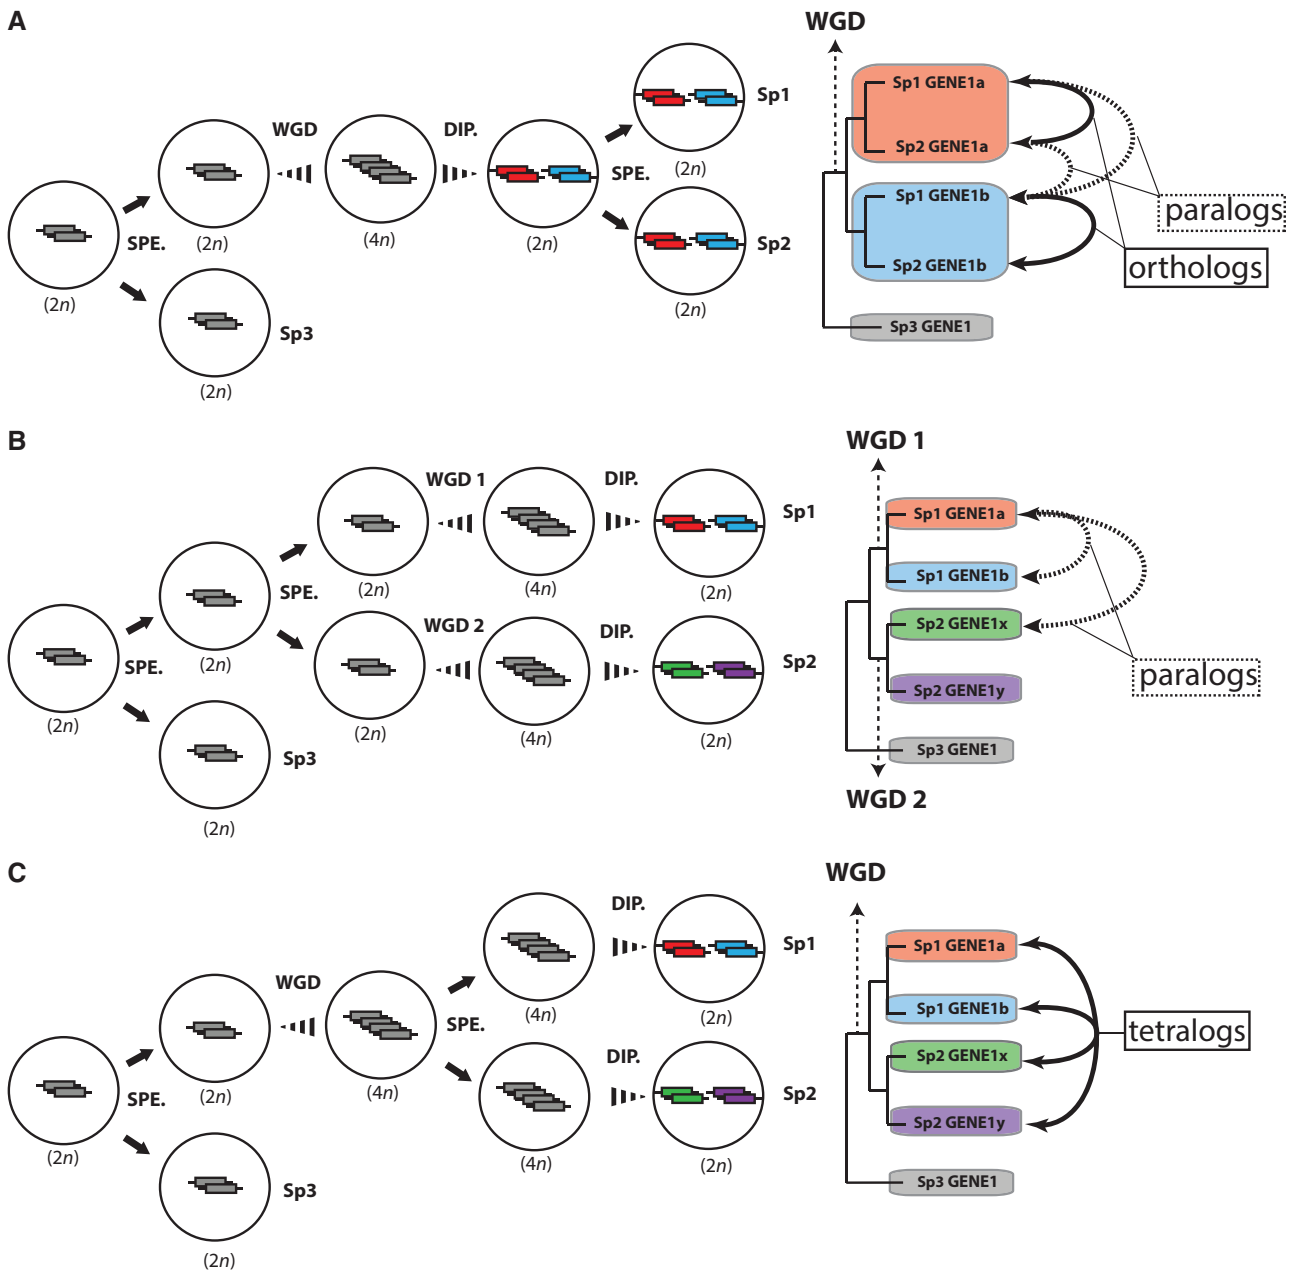 A
WGD
DIP.
SPE.
SPE.
(2n)
(2n)
(4n)
(2n)
(2n)
(2n)
(2n)
Sp1
Sp2
Sp3
WGD
Sp1 GENE1a
Sp2 GENE1a
Sp1 GENE1b
Sp2 GENE1b
Sp3 GENE1
paralogs
orthologs
B
WGD 1
DIP.
SPE.
SPE.
WGD 2
DIP.
(2n)
(2n)
(2n)
(4n)
(2n)
(2n)
(4n)
(2n)
(2n)
Sp1
Sp2
Sp3
WGD 1
Sp1 GENE1a
Sp1 GENE1b
Sp2 GENE1x
Sp2 GENE1y
Sp3 GENE1
WGD 2
paralogs
C
WGD
SPE.
SPE.
DIP.
DIP.
(2n)
(2n)
(4n)
(4n)
(2n)
(4n)
(2n)
(2n)
Sp1
Sp2
Sp3
WGD
Sp1 GENE1a
Sp1 GENE1b
Sp2 GENE1x
Sp2 GENE1y
Sp3 GENE1
tetralogs